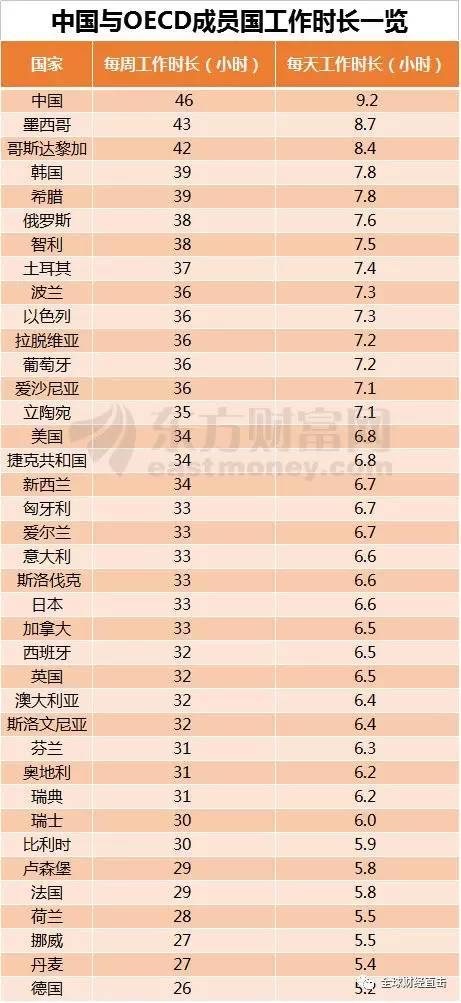 中国与OECD成员国工作时长一览
国家 每周工作时长（小时） 每天工作时长（小时）
中国 46 9.2
墨西哥 43 8.7
哥斯达黎加 42 8.4
韩国 39 7.8
希腊 39 7.8
俄罗斯 38 7.6
智利 38 7.5
土耳其 37 7.4
波兰 36 7.3
以色列 36 7.3
拉脱维亚 36 7.2
葡萄牙 36 7.2
爱沙尼亚 36 7.1
立陶宛 35 7.1
东方财富网
美国 34 6.8
捷克共和国 34 6.8
eastmoney.com
新西兰 34 6.7
匈牙利 33 6.7
爱尔兰 33 6.7
意大利 33 6.6
斯洛伐克 33 6.6
日本 33 6.6
加拿大 33 6.5
西班牙 32 6.5
英国 32 6.5
澳大利亚 32 6.4
斯洛文尼亚 32 6.4
芬兰 31 6.3
奥地利 31 6.2
瑞典 31 6.2
瑞士 30 6.0
比利时 30 5.9
卢森堡 29 5.8
法国 29 5.8
荷兰 28 5.5
挪威 27 5.5
丹麦 27 5.4
德国 26 5.2
全球财经直击